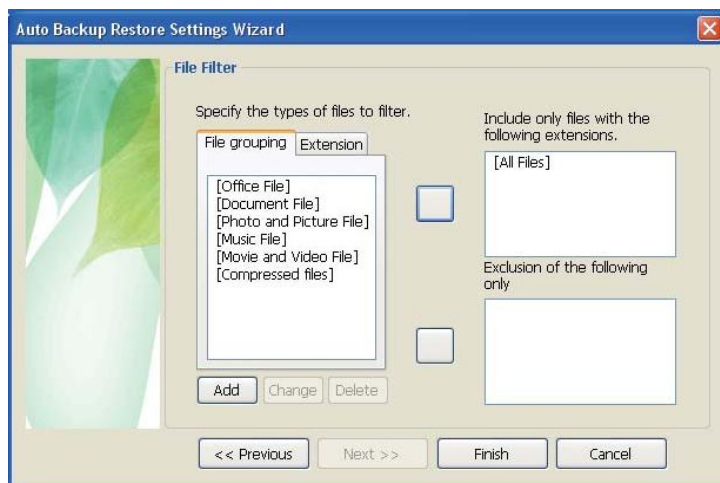 Auto Backup Restore Settings Wizard
File Filter
Specify the types of files to filter.
File grouping
Extension
[Office File]
[Document File]
[Photo and Picture File]
[Music File]
[Movie and Video File]
[Compressed files]
Add
Change
Delete
Include only files with the
following extensions.
[All Files]
Exclusion of the following
only
<< Previous
Next >>
Finish
Cancel